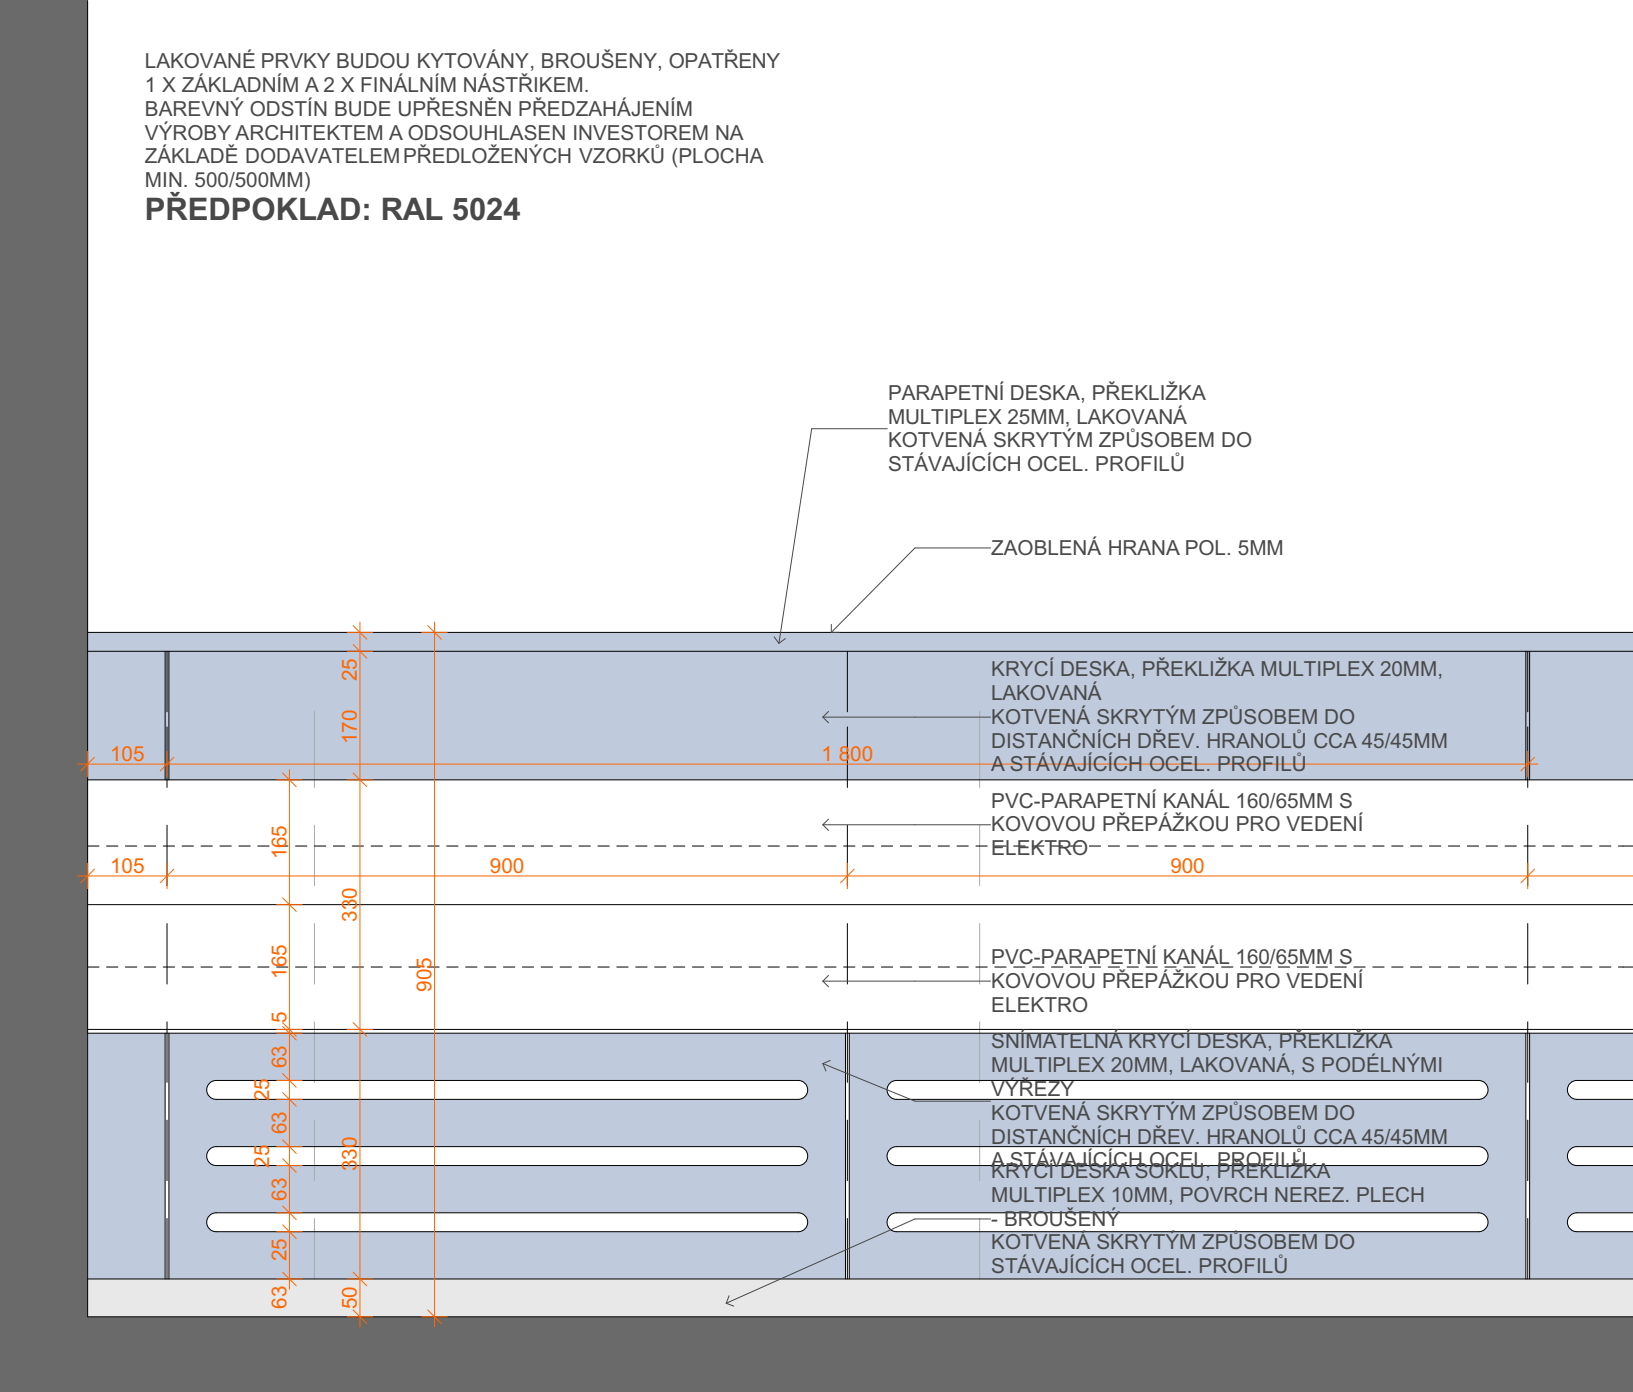 LAKOVANÉ PRVKY BUDOU KYTOVÁNY, BROUŠENY, OPATŘENY
1 X ZÁKLADNÍM A 2 X FINÁLNÍM NÁSTŘIKEM.
BAREVNÝ ODSTÍN BUDE UPŘESNĚN PŘEDZAHÁJENÍM
VÝROBY ARCHITEKTEM A ODSOUHLASEN INVESTOREM NA
ZÁKLADĚ DODAVATELEM PŘEDLOŽENÝCH VZORKŮ (PLOCHA
MIN. 500/500MM)
PŘEDPOKLAD: RAL 5024
PARAPETNÍ DESKA, PŘEKLIŽKA
MULTIPLEX 25MM, LAKOVANÁ
KOTVENÁ SKRYTÝM ZPŮSOBEM DO
STÁVAJÍCÍCH OCEL. PROFILŮ
ZAOBLENÁ HRANA POL. 5MM
KRYCÍ DESKA, PŘEKLIŽKA MULTIPLEX 20MM,
LAKOVANÁ
KOTVENÁ SKRYTÝM ZPŮSOBEM DO
DISTANČNÍCH DŘEV. HRANOLŮ CCA 45/45MM
A STÁVAJÍCÍCH OCEL. PROFILŮ
25
170
105
1 800
PVC-PARAPETNÍ KANÁL 160/65MM S
KOVOVOU PŘEPÁŽKOU PRO VEDENÍ
ELEKTRO
165
105
900
900
330
165
905
5
PVC-PARAPETNÍ KANÁL 160/65MM S
KOVOVOU PŘEPÁŽKOU PRO VEDENÍ
ELEKTRO
SNÍMATELNÁ KRYCÍ DESKA, PŘEKLIŽKA
MULTIPLEX 20MM, LAKOVANÁ, S PODÉLNÝMI
VÝŘEZY
KOTVENÁ SKRYTÝM ZPŮSOBEM DO
DISTANČNÍCH DŘEV. HRANOLŮ CCA 45/45MM
A STÁVAJÍCÍCH OCEL. PROFILŮ
KRYCÍ DESKA SOKLU, PŘEKLIŽKA
MULTIPLEX 10MM, POVRCH NEREZ. PLECH
- BROUŠENÝ
KOTVENÁ SKRYTÝM ZPŮSOBEM DO
STÁVAJÍCÍCH OCEL. PROFILŮ
63
25
63
25
330
63
25
63
50